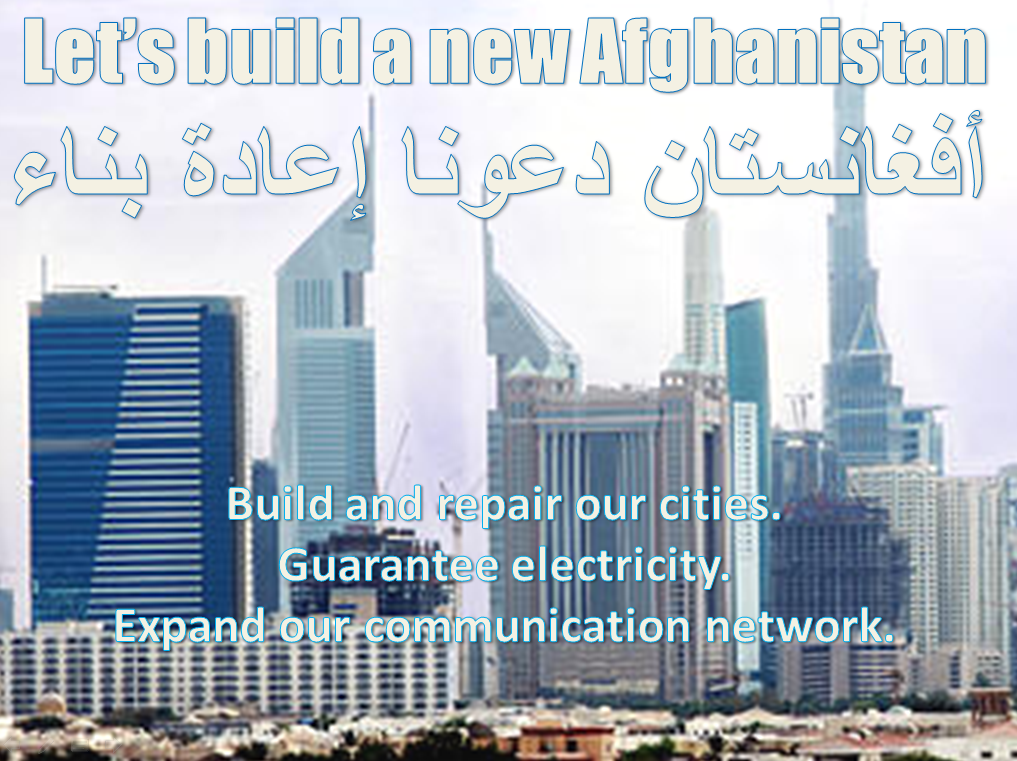 Let's build a new Afghanistan
أفغانستان دعونا إعادة بناء
Build and repair our cities.
Guarantee electricity.
Expand our communication network.